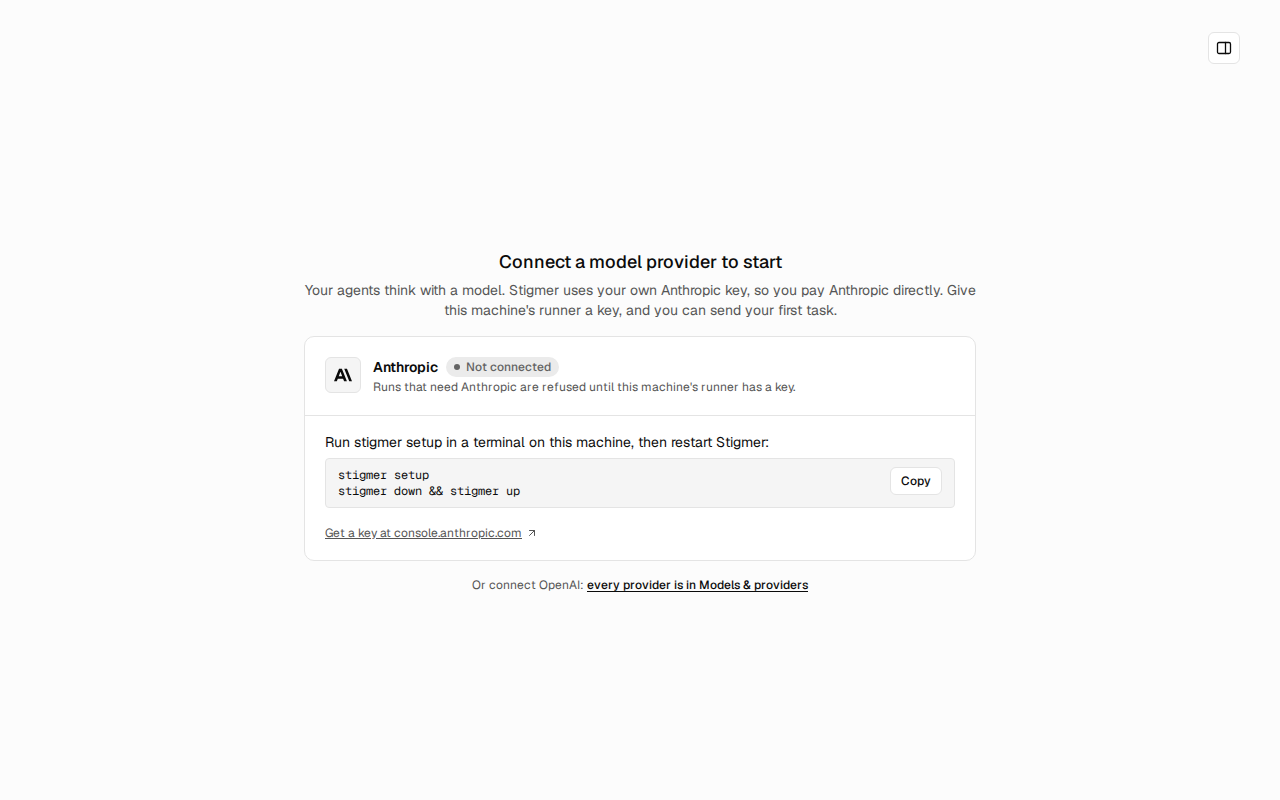 Connect a model provider to start
Your agents think with a model. Stigmer uses your own Anthropic key, so you pay Anthropic directly. Give
this machine's runner a key, and you can send your first task.
Anthropic
Not connected
Runs that need Anthropic are refused until this machine's runner has a key.
Run stigmer setup in a terminal on this machine, then restart Stigmer:
stigmer setup
stigmer down && stigmer up
Copy
Get a key at console.anthropic.com
Or connect OpenAI: every provider is in Models & providers